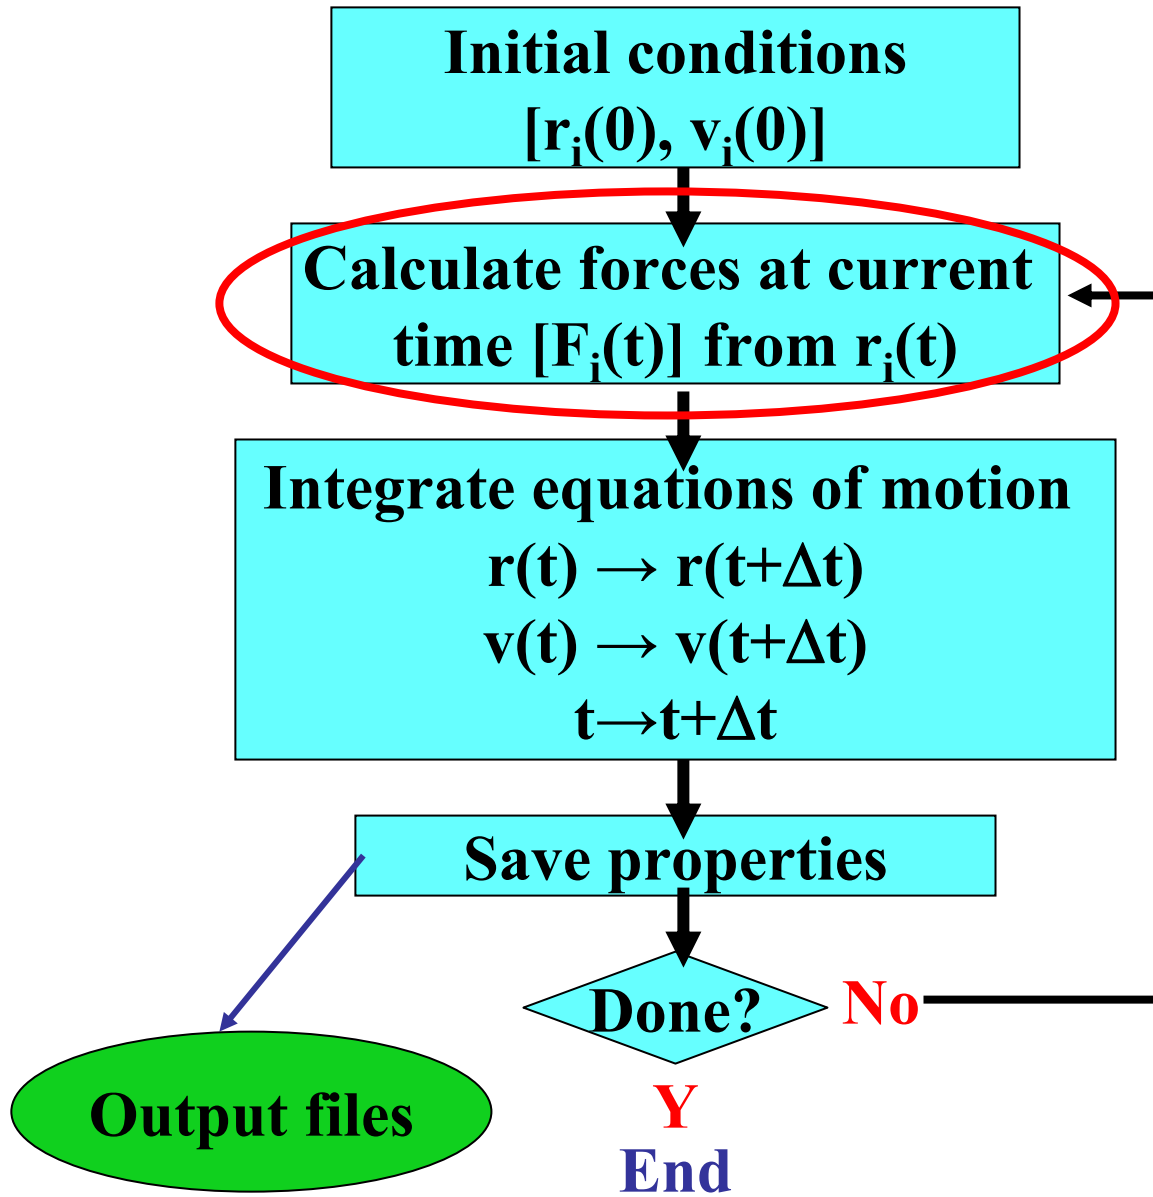 Initial conditions
[rᵢ(0), vᵢ(0)]
Calculate forces at current
time [Fᵢ(t)] from rᵢ(t)
Integrate equations of motion
r(t) → r(t+Δt)
v(t) → v(t+Δt)
t→t+Δt
Save properties
Done?
No
Output files
Y
End